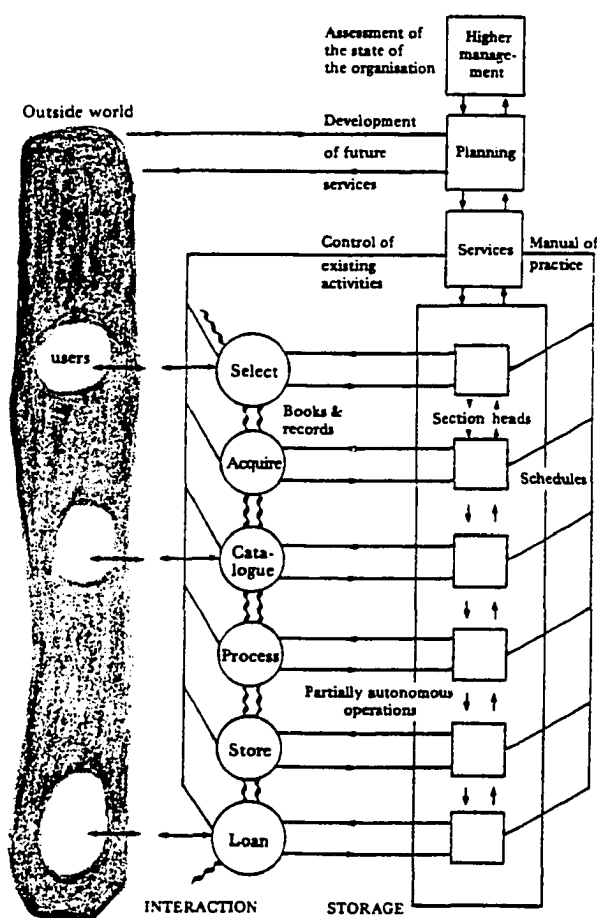 Assessment of
the state of
the organisation
Higher
manage-
ment
Outside world
Development
of future
services
Planning
Control of
existing
activities
Services
Manual of
practice
users
Select
Books &
records
Section heads
Acquire
Schedules
Cata-
logue
Process
Partially autonomous
operations
Store
Loan
INTERACTION
STORAGE